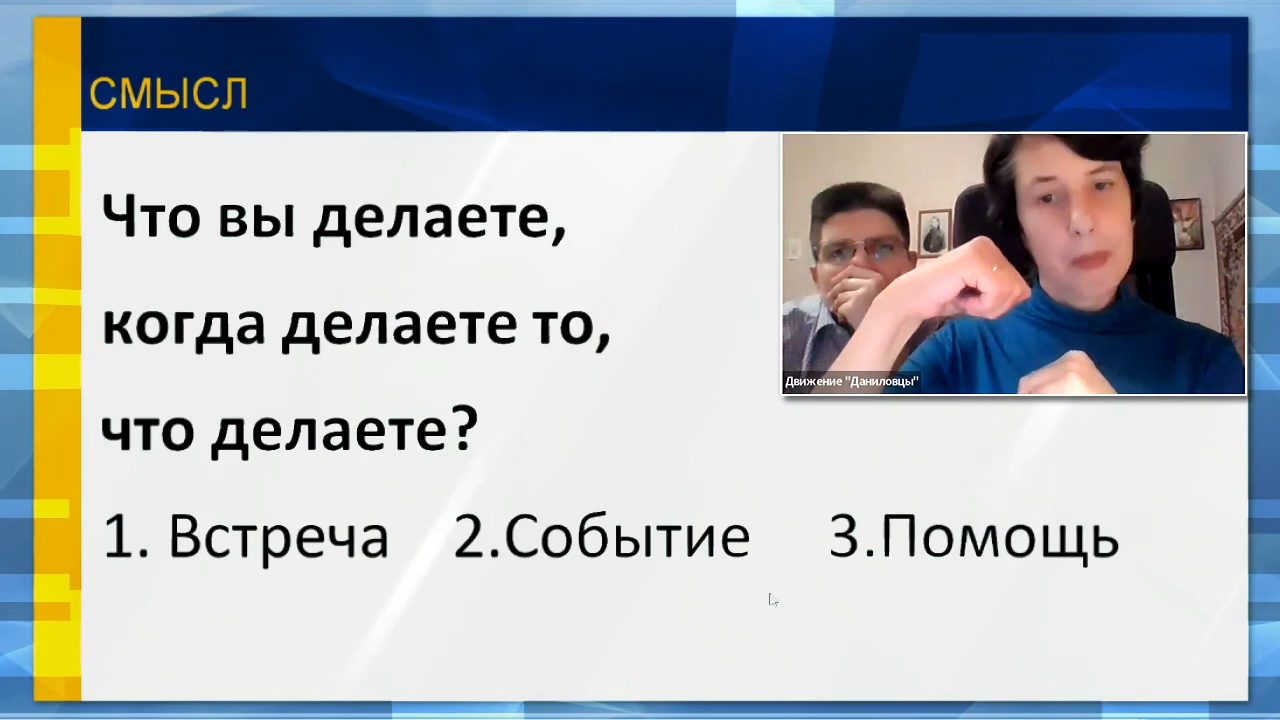 СМЫСЛ
Что вы делаете,
когда делаете то,
что делаете?
1. Встреча 2.Событие 3.Помощь
Движение "Даниловцы"